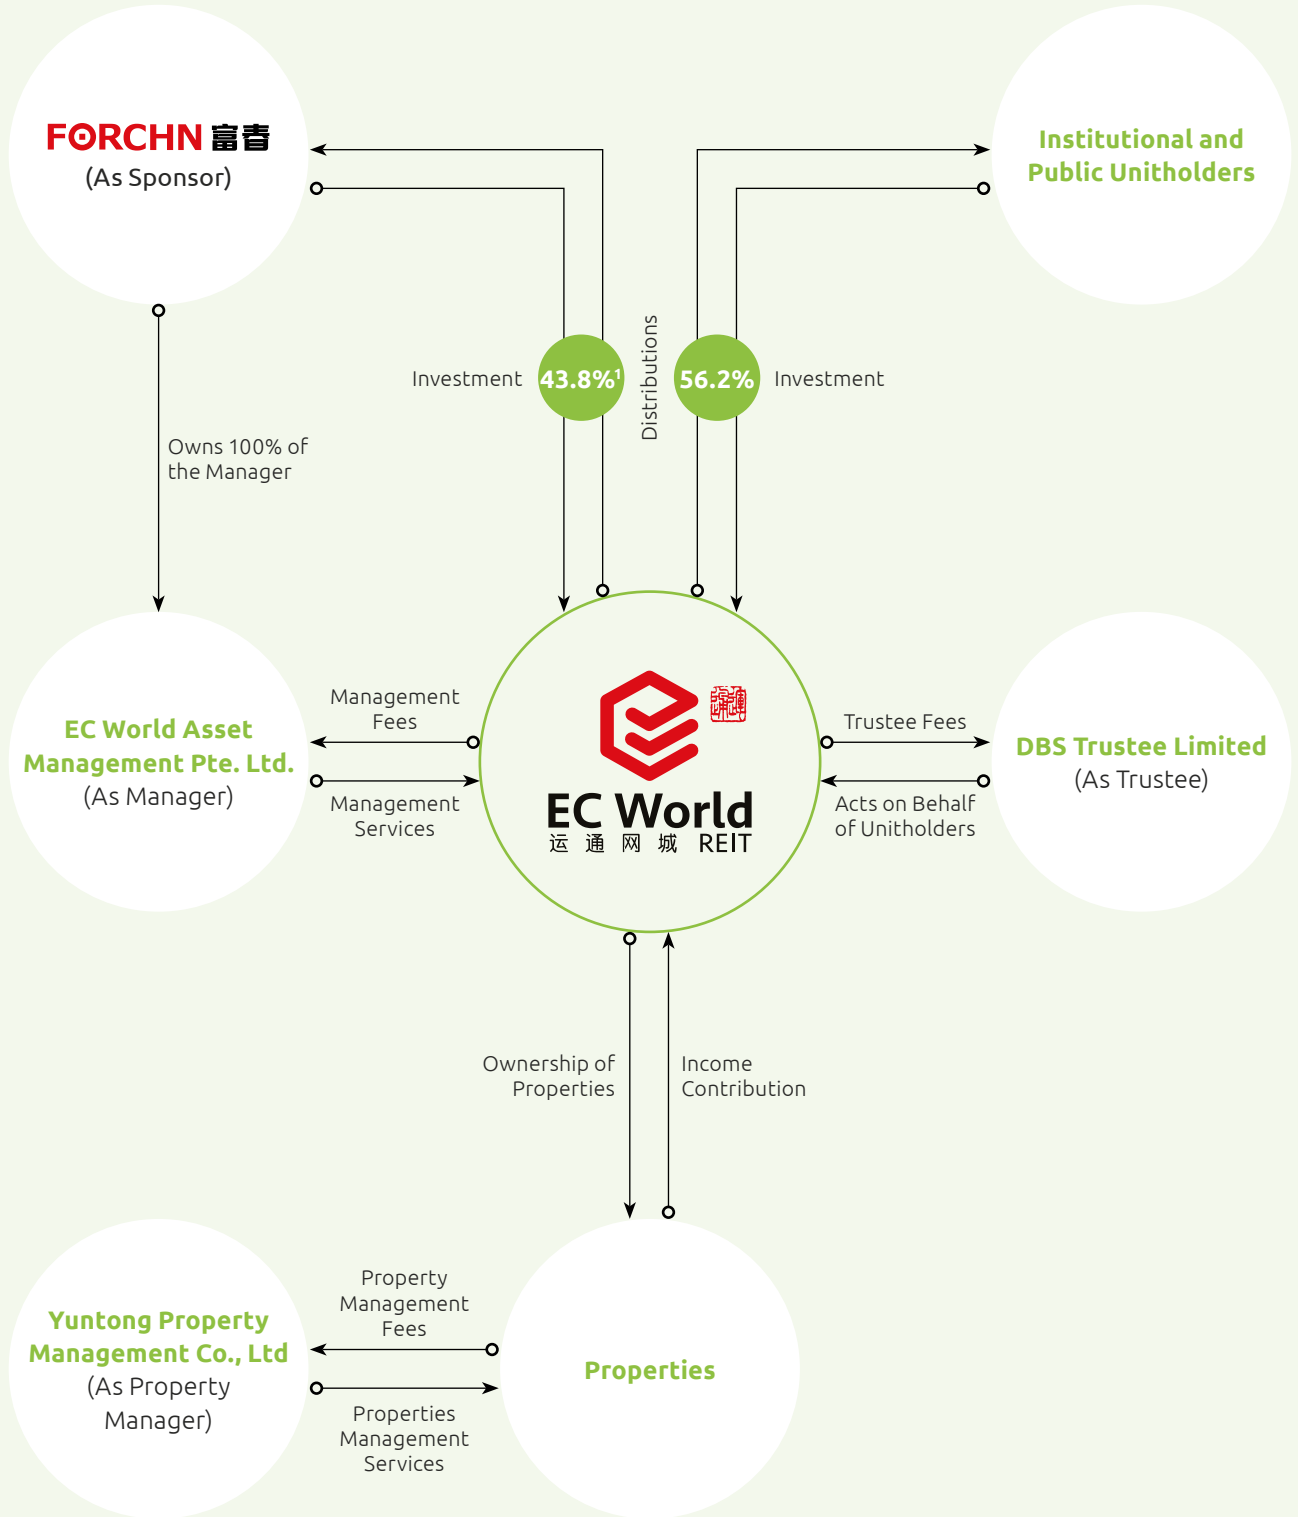 FORCHN 富春
(As Sponsor)
Institutional and
Public Unitholders
Investment
43.8%¹
Distributions
56.2%
Investment
Owns 100% of
the Manager
EC World Asset
Management Pte. Ltd.
(As Manager)
Management
Fees
Management
Services
EC World
运通网城 REIT
Trustee Fees
Acts on Behalf
of Unitholders
DBS Trustee Limited
(As Trustee)
Ownership of
Properties
Income
Contribution
Yuntong Property
Management Co., Ltd
(As Property
Manager)
Property
Management
Fees
Properties
Management
Services
Properties